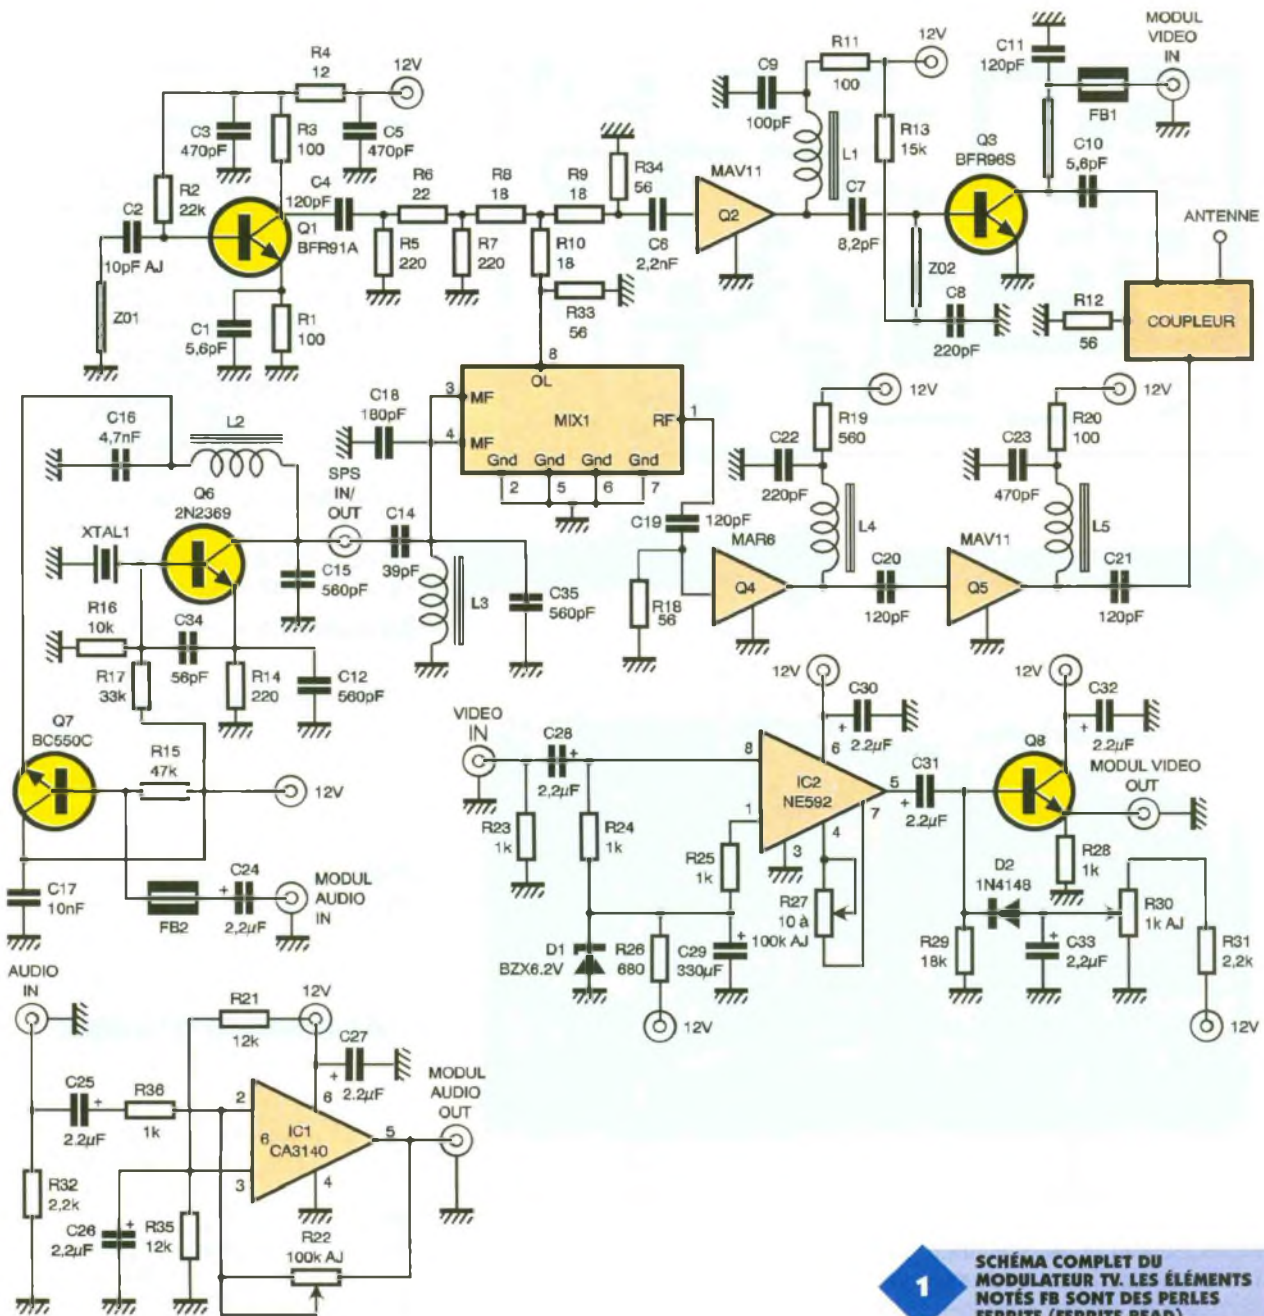 R4
12
12V
C3
470pF
R3
100
C5
470pF
R2
22k
C2
10pF AJ
C4
120pF
Q1
BFR91A
Z01
C1
5,6pF
R1
100
R6
22
R5
220
R8
18
R7
220
R9
18
R10
18
R34
56
R33
56
C6
2,2nF
MAV11
Q2
C9
100pF
R11
100
L1
12V
R13
15k
C7
8,2pF
Z02
C8
220pF
Q3
BFR96S
C11
120pF
MODUL
VIDEO
IN
FB1
C10
5,6pF
ANTENNE
R12
56
COUPLEUR
C16
4,7nF
L2
Q6
2N2369
XTAL1
SPS
IN/
OUT
C14
39pF
C15
560pF
R16
10k
C34
56pF
R17
33k
R14
220
C12
560pF
C18
180pF
3
MF
4
MF
8
OL
MIX1
RF
1
Gnd
Gnd
Gnd
Gnd
2
5
6
7
L3
C35
560pF
C19
120pF
R18
56
MAR6
Q4
C22
220pF
R19
560
12V
L4
C20
120pF
MAV11
Q5
C23
470pF
R20
100
12V
L5
C21
120pF
Q7
BC550C
R15
47k
12V
C17
10nF
FB2
+
C24
2,2µF
MODUL
AUDIO
IN
VIDEO
IN
C28
+
2,2µF
R23
1k
R24
1k
R25
1k
D1
BZX6.2V
R26
680
C29
+
330µF
12V
8
1
IC2
NE592
6
5
7
4
3
12V
C30
+
2.2µF
R27
10 à
100k AJ
C31
+
2.2µF
12V
C32
+
2.2µF
Q8
MODUL VIDEO
OUT
R28
1k
D2
1N4148
R29
18k
C33
+
2,2µF
R30
1k AJ
R31
2,2k
12V
AUDIO
IN
R21
12k
12V
C27
+
2.2µF
C25
+
2.2µF
R36
1k
2
6
6
IC1
CA3140
5
3
4
MODUL
AUDIO
OUT
R32
2,2k
C26
+
2,2µF
R35
12k
R22
100k AJ
1
SCHÉMA COMPLET DU
MODULATEUR TV. LES ÉLÉMENTS
NOTÉS FB SONT DES PERLES
FERRITE (FERRITE BEAD)